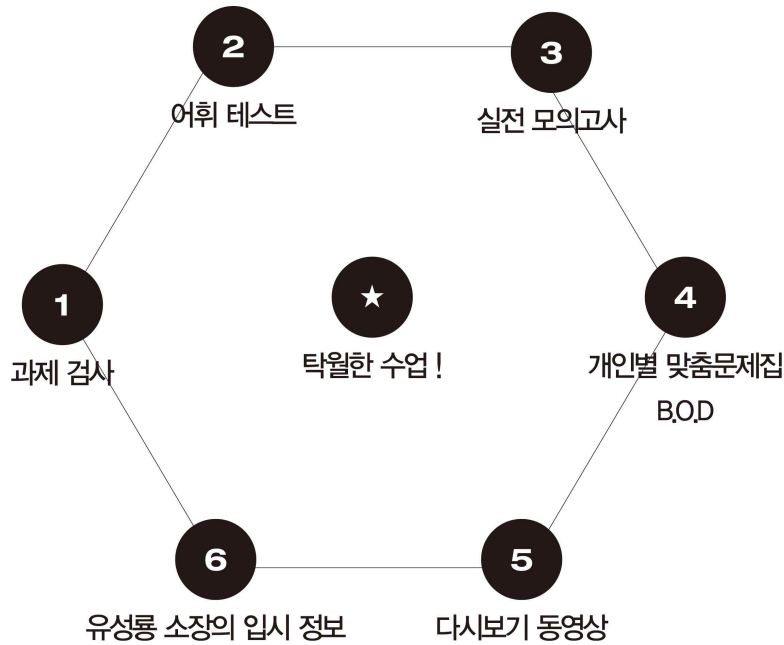 2
어휘 테스트
3
실전 모의고사
1
과제 검사
★
탁월한 수업 !
4
개인별 맞춤문제집
B.O.D
6
유성룡 소장의 입시 정보
5
다시보기 동영상